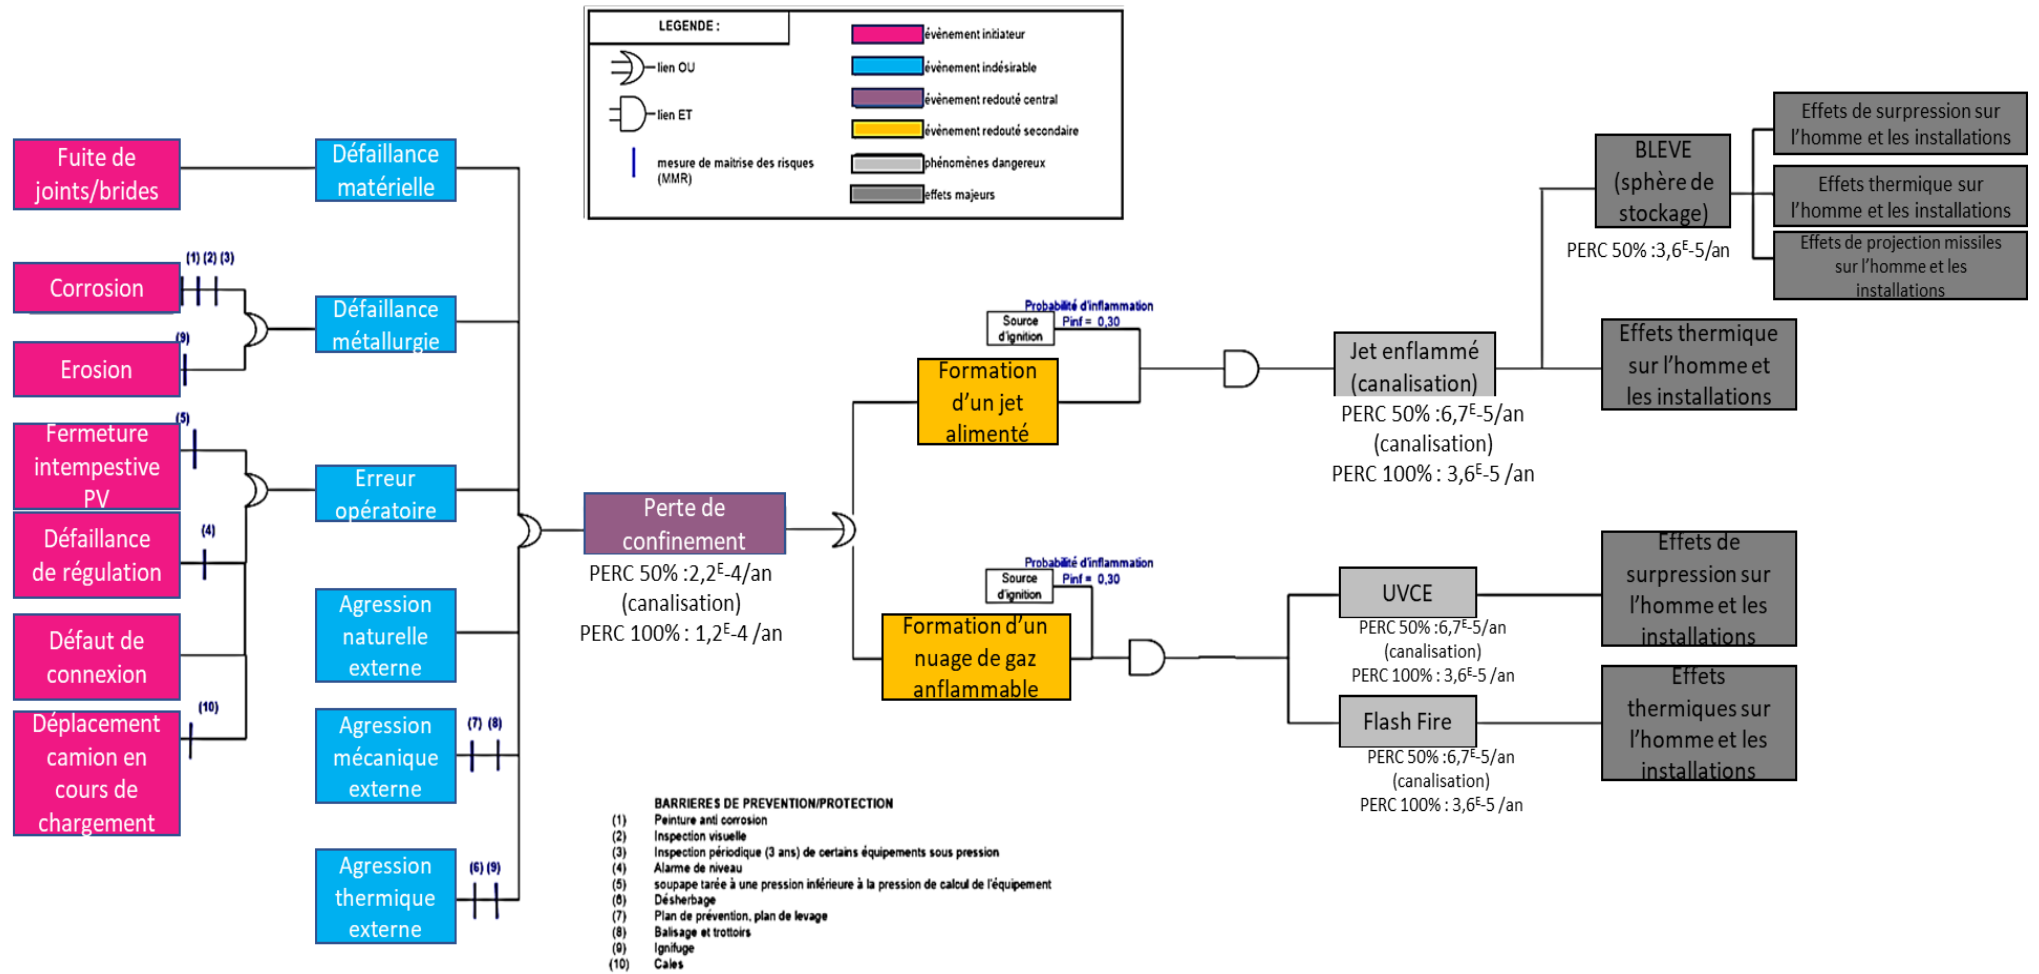 LEGENDE :
lien OU
lien ET
mesure de maitrise des risques
(MMR)
évènement initiateur
évènement indésirable
évènement redouté central
évènement redouté secondaire
phénomènes dangereux
effets majeurs
Fuite de
joints/brides
Corrosion
(1) (2) (3)
Erosion
(9)
Fermeture
intempestive
PV
(5)
Défaillance
de régulation
(4)
Défaut de
connexion
Déplacement
camion en
cours de
chargement
(10)
Défaillance
matérielle
Défaillance
métallurgie
Erreur
opératoire
Agression
naturelle
externe
Agression
mécanique
externe
(7) (8)
Agression
thermique
externe
(6) (9)
Perte de
confinement
PERC 50% :2,2ᴱ-4/an
(canalisation)
PERC 100% : 1,2ᴱ-4 /an
Probabilité d'inflammation
Pinf = 0,30
Source
d'ignition
Formation
d'un jet
alimenté
Probabilité d'inflammation
Pinf = 0,30
Source
d'ignition
Formation d'un
nuage de gaz
anflammable
Jet enflammé
(canalisation)
PERC 50% :6,7ᴱ-5/an
(canalisation)
PERC 100% : 3,6ᴱ-5 /an
UVCE
PERC 50% :6,7ᴱ-5/an
(canalisation)
PERC 100% : 3,6ᴱ-5 /an
Flash Fire
PERC 50% :6,7ᴱ-5/an
(canalisation)
PERC 100% : 3,6ᴱ-5 /an
BLEVE
(sphère de
stockage)
PERC 50% :3,6ᴱ-5/an
Effets de surpression sur
l'homme et les installations
Effets thermique sur
l'homme et les installations
Effets de projection missiles
sur l'homme et les
installations
Effets thermique
sur l'homme et
les installations
Effets de
surpression sur
l'homme et les
installations
Effets
thermiques sur
l'homme et les
installations
BARRIERES DE PREVENTION/PROTECTION
(1) Peinture anti corrosion
(2) Inspection visuelle
(3) Inspection périodique (3 ans) de certains équipements sous pression
(4) Alarme de niveau
(5) soupape tarée à une pression inférieure à la pression de calcul de l'équipement
(6) Désherbage
(7) Plan de prévention, plan de levage
(8) Balisage et trottoirs
(9) Ignifuge
(10) Cales